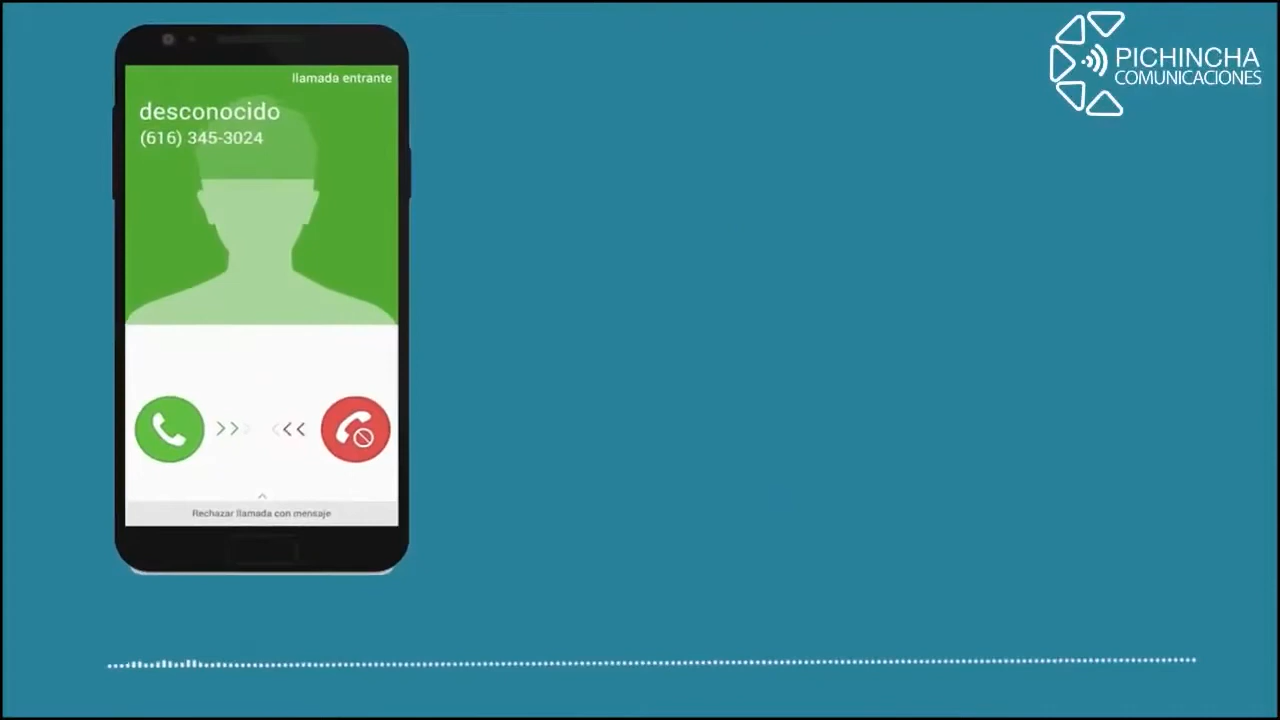 llamada entrante
desconocido
(616) 345-3024
Rechazar llamada con mensaje
PICHINCHA
COMUNICACIONES